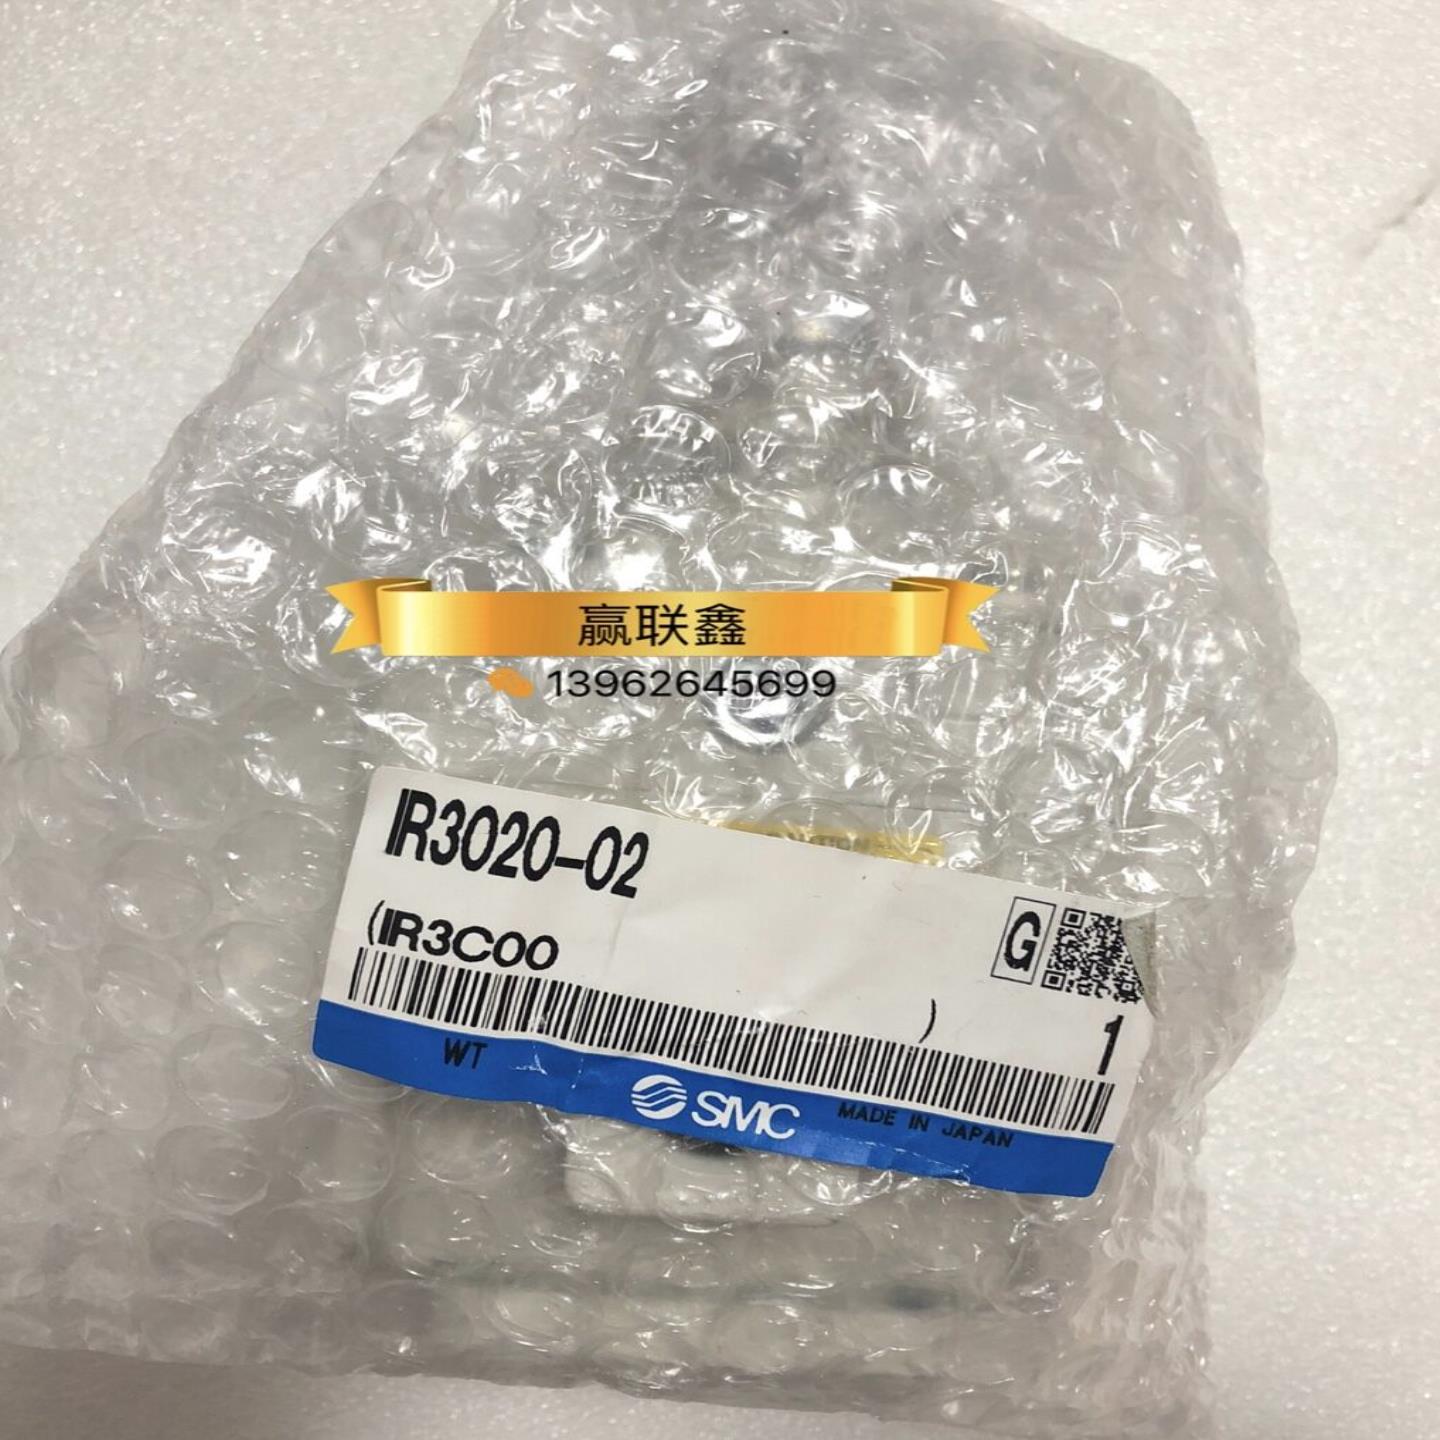 赢联鑫
13962645699
IR3020-02
(IR3C00
)
G
1
WT
SMC
MADE IN JAPAN